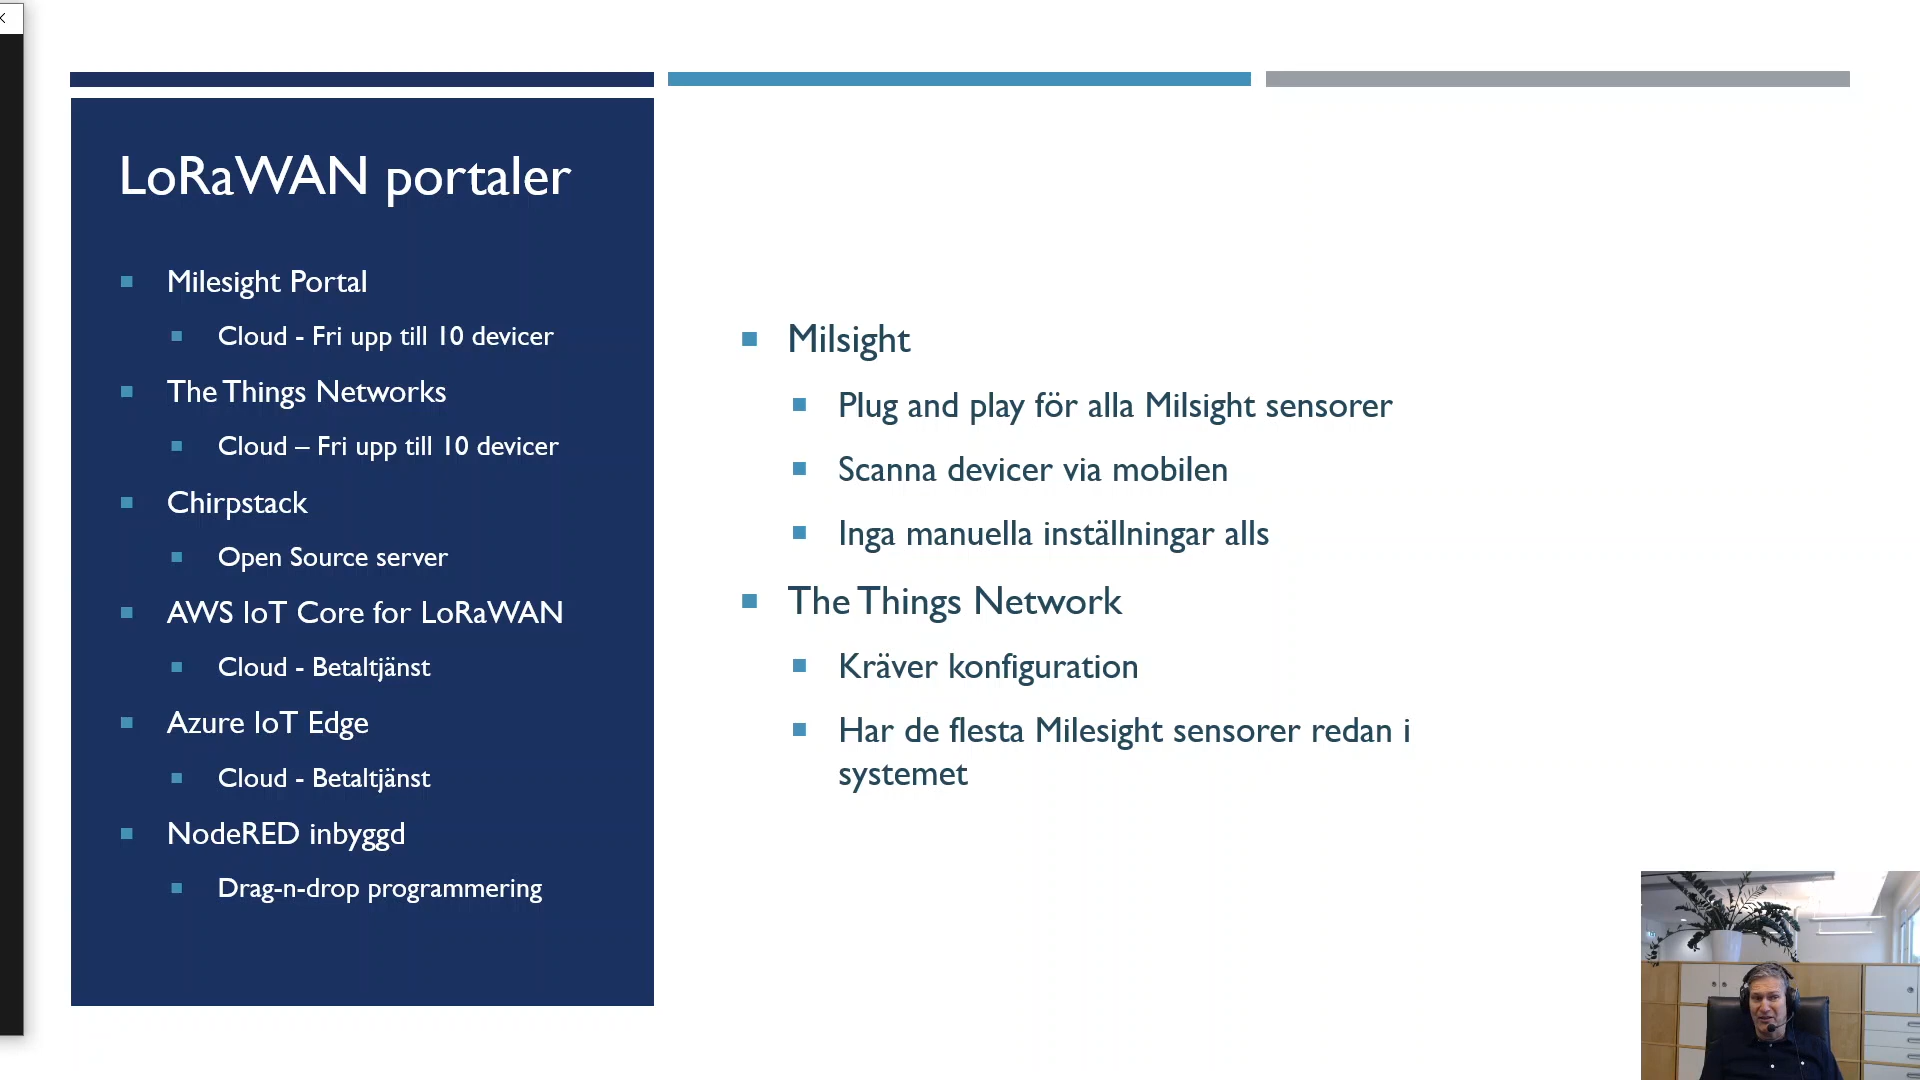 LoRaWAN portaler
Milesight Portal
Cloud - Fri upp till 10 devicer
The Things Networks
Cloud – Fri upp till 10 devicer
Chirpstack
Open Source server
AWS IoT Core for LoRaWAN
Cloud - Betaltjänst
Azure IoT Edge
Cloud - Betaltjänst
NodeRED inbyggd
Drag-n-drop programmering
Milsight
Plug and play för alla Milsight sensorer
Scanna devicer via mobilen
Inga manuella inställningar alls
The Things Network
Kräver konfiguration
Har de flesta Milesight sensorer redan i
systemet